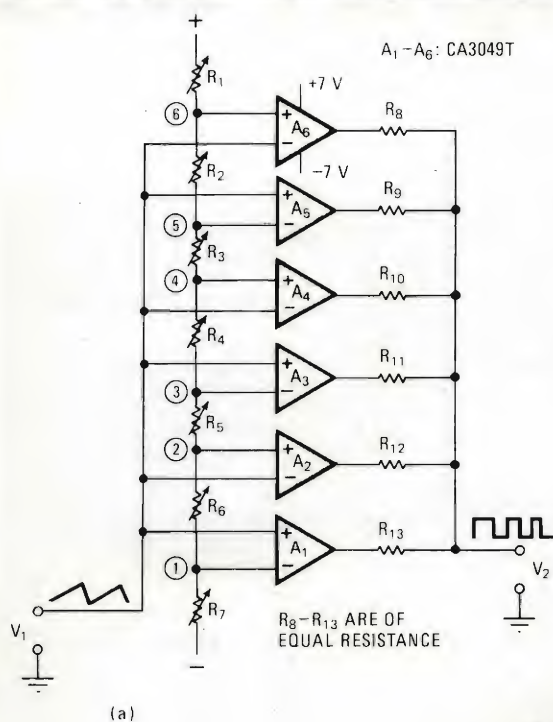 +
A₁–A₆: CA3049T
R₁
+7 V
R₈
6
+
A₆
−
−7 V
R₂
R₉
+
A₅
5
−
R₃
4
+
A₄
R₁₀
−
R₄
R₁₁
+
A₃
3
−
R₅
2
+
A₂
R₁₂
−
R₆
R₁₃
+
A₁
1
−
V₁
R₇
R₈–R₁₃ ARE OF
EQUAL RESISTANCE
V₂
−
(a)